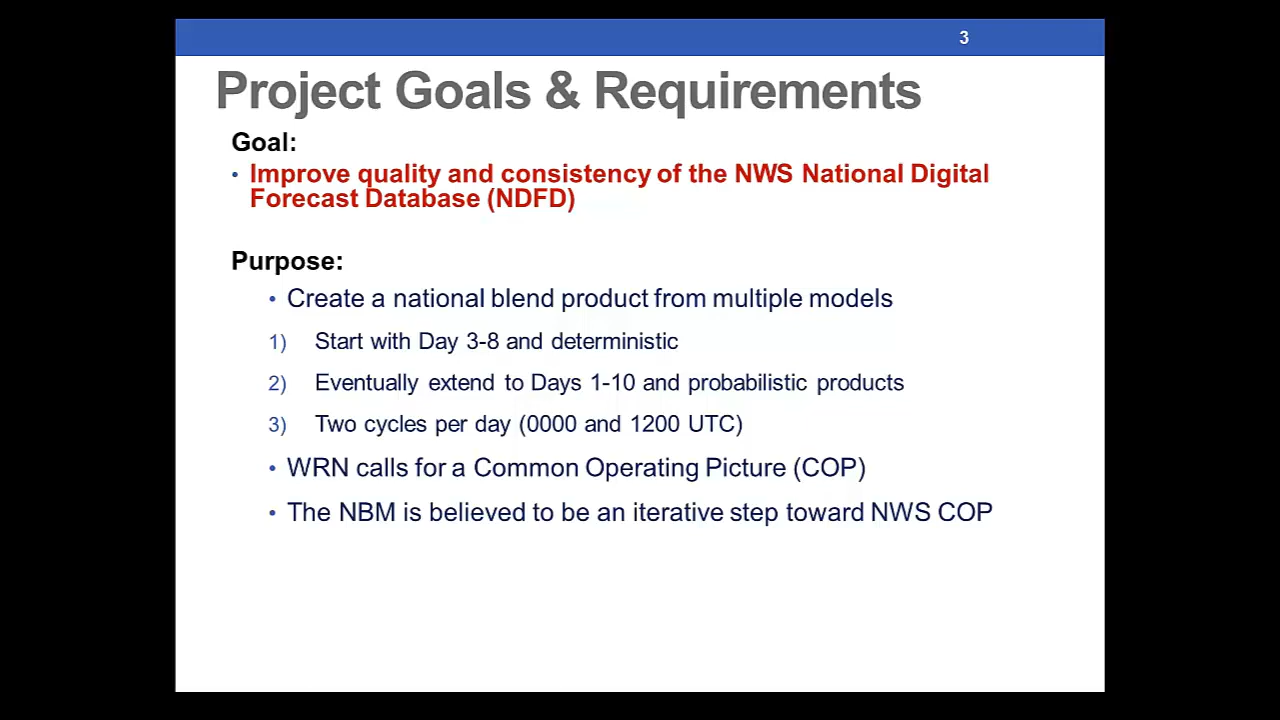 3
Project Goals & Requirements
Goal:
• Improve quality and consistency of the NWS National Digital
Forecast Database (NDFD)
Purpose:
• Create a national blend product from multiple models
1) Start with Day 3-8 and deterministic
2) Eventually extend to Days 1-10 and probabilistic products
3) Two cycles per day (0000 and 1200 UTC)
• WRN calls for a Common Operating Picture (COP)
• The NBM is believed to be an iterative step toward NWS COP